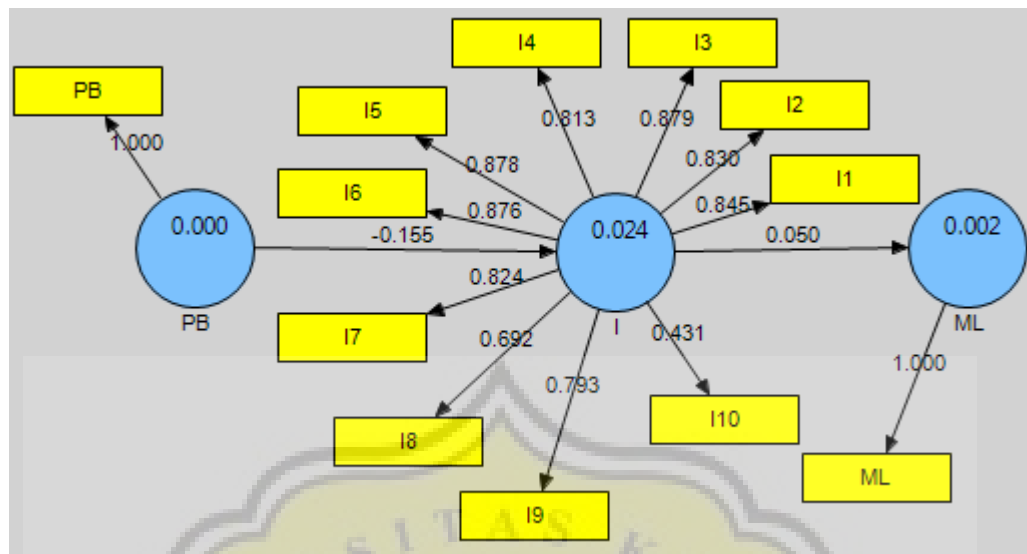 I4
I3
PB
I2
I5
0.813
0.879
1.000
0.830
I1
0.878
I6
0.845
0.000
0.876
0.024
0.002
-0.155
0.050
0.824
PB
I
ML
I7
0.692
0.431
0.793
1.000
I10
I8
ML
I9
S I T A S K